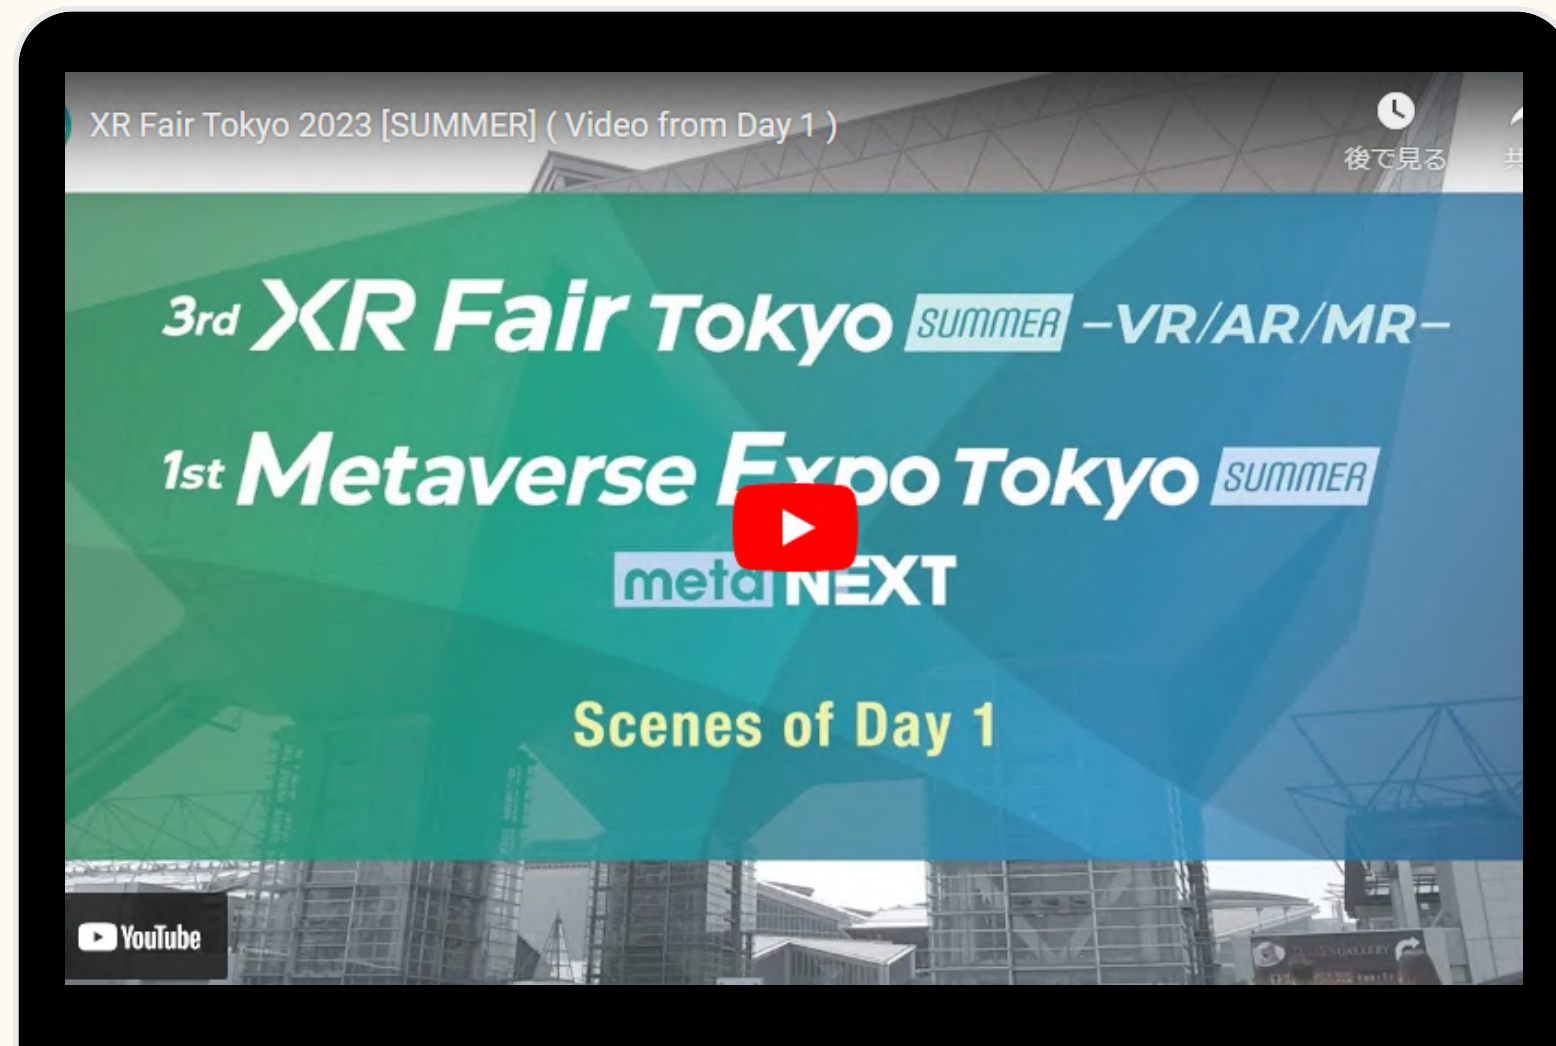 XR Fair Tokyo 2023 [SUMMER] ( Video from Day 1 )
後で見る
共
3rd XR Fair Tokyo SUMMER –VR/AR/MR–
1st Metaverse Expo Tokyo SUMMER
meta NEXT
Scenes of Day 1
YouTube